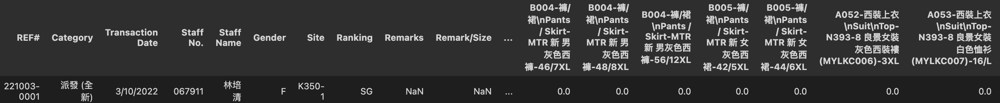 REF#
Category
Transaction
Date
Staff
No.
Staff
Name
Gender
Site
Ranking
Remarks
Remark/Size
...
B004-褲/
裙\nPants
/ Skirt-
MTR 新 男
灰色西
褲-46/7XL
B004-褲/
裙\nPants
/ Skirt-
MTR 新 男
灰色西
褲-48/8XL
B004-褲/裙
\nPants /
Skirt-MTR
新 男灰色西
褲-56/12XL
B005-褲/
裙\nPants
/ Skirt-
MTR 新 女
灰色西
裙-42/5XL
B005-褲/
裙\nPants
/ Skirt-
MTR 新 女
灰色西
裙-44/6XL
A052-西裝上衣
\nSuit\nTop-
N393-8 良景女裝
灰色西裝褸
(MYLKC006)-3XL
A053-西裝上衣
\nSuit\nTop-
N393-8 良景女裝
白色恤衫
(MYLKC007)-16/L
221003-
0001
派發 (全
新)
3/10/2022
067911
林培
清
F
K350-
1
SG
NaN
NaN
...
0.0
0.0
0.0
0.0
0.0
0.0
0.0